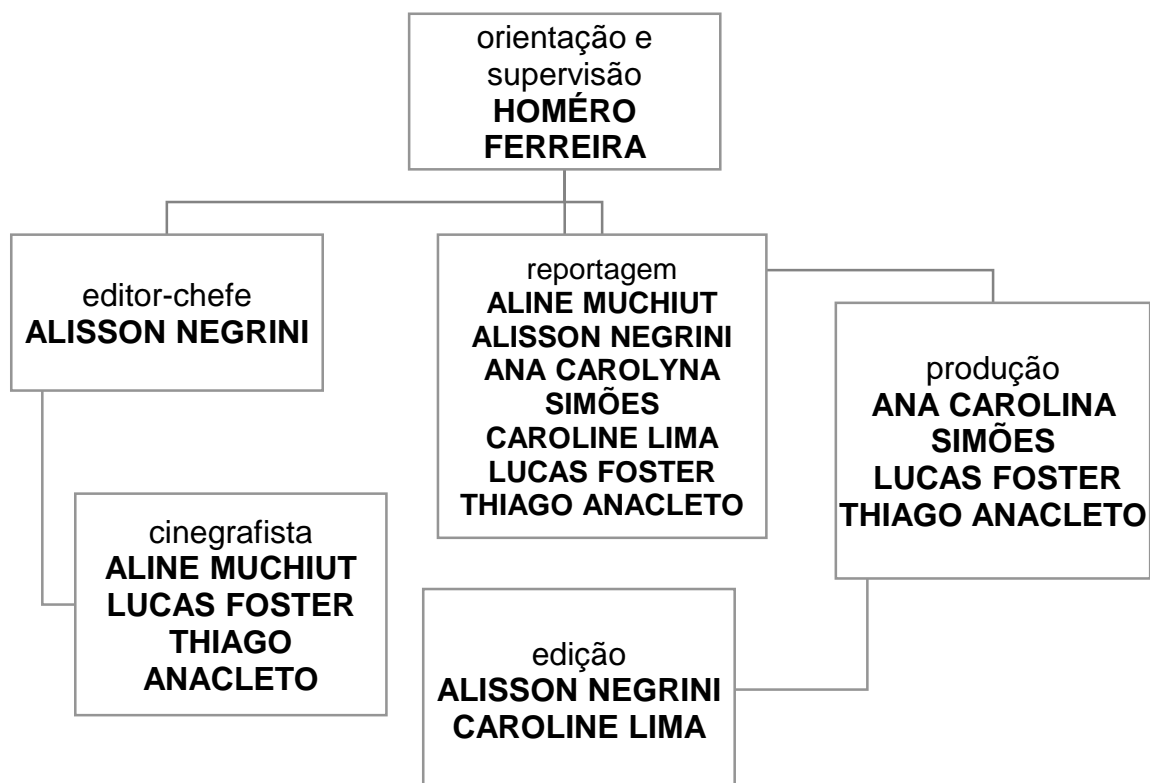 orientação e
supervisão
HOMÉRO
FERREIRA
editor-chefe
ALISSON NEGRINI
reportagem
ALINE MUCHIUT
ALISSON NEGRINI
ANA CAROLYNA
SIMÕES
CAROLINE LIMA
LUCAS FOSTER
THIAGO ANACLETO
produção
ANA CAROLINA
SIMÕES
LUCAS FOSTER
THIAGO ANACLETO
cinegrafista
ALINE MUCHIUT
LUCAS FOSTER
THIAGO
ANACLETO
edição
ALISSON NEGRINI
CAROLINE LIMA